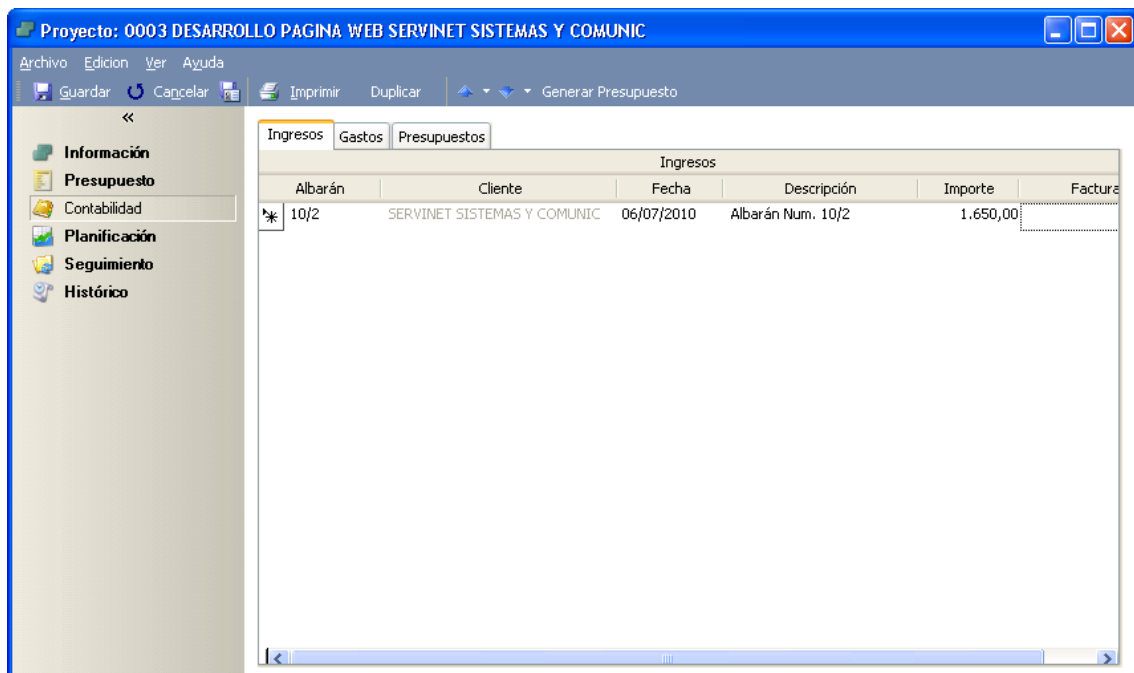 Proyecto: 0003 DESARROLLO PAGINA WEB SERVINET SISTEMAS Y COMUNIC
Archivo Edicion Ver Ayuda
Guardar Cancelar Imprimir Duplicar Generar Presupuesto
«
Información
Presupuesto
Contabilidad
Planificación
Seguimiento
Histórico
Ingresos Gastos Presupuestos
Ingresos
Albarán Cliente Fecha Descripción Importe Factura
10/2 SERVINET SISTEMAS Y COMUNIC 06/07/2010 Albarán Num. 10/2 1.650,00